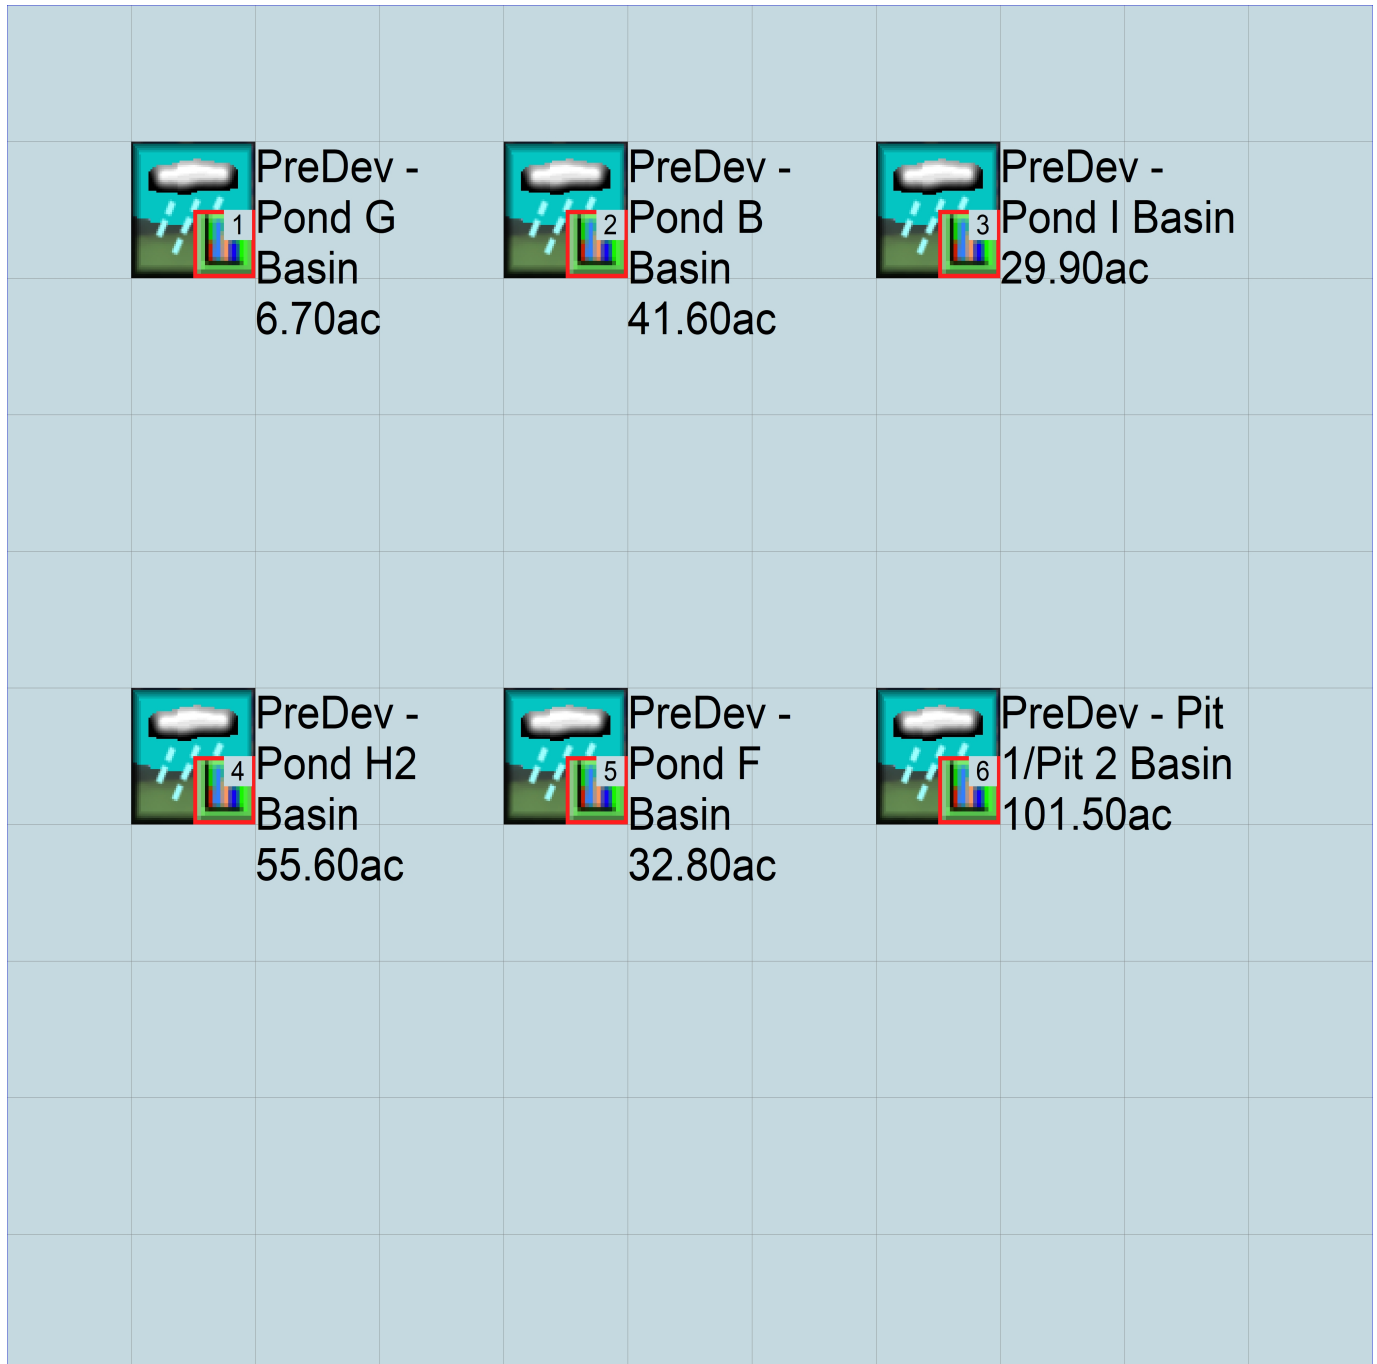 1
PreDev -
Pond G
Basin
6.70ac
2
PreDev -
Pond B
Basin
41.60ac
3
PreDev -
Pond I Basin
29.90ac
4
PreDev -
Pond H2
Basin
55.60ac
5
PreDev -
Pond F
Basin
32.80ac
6
PreDev - Pit
1/Pit 2 Basin
101.50ac